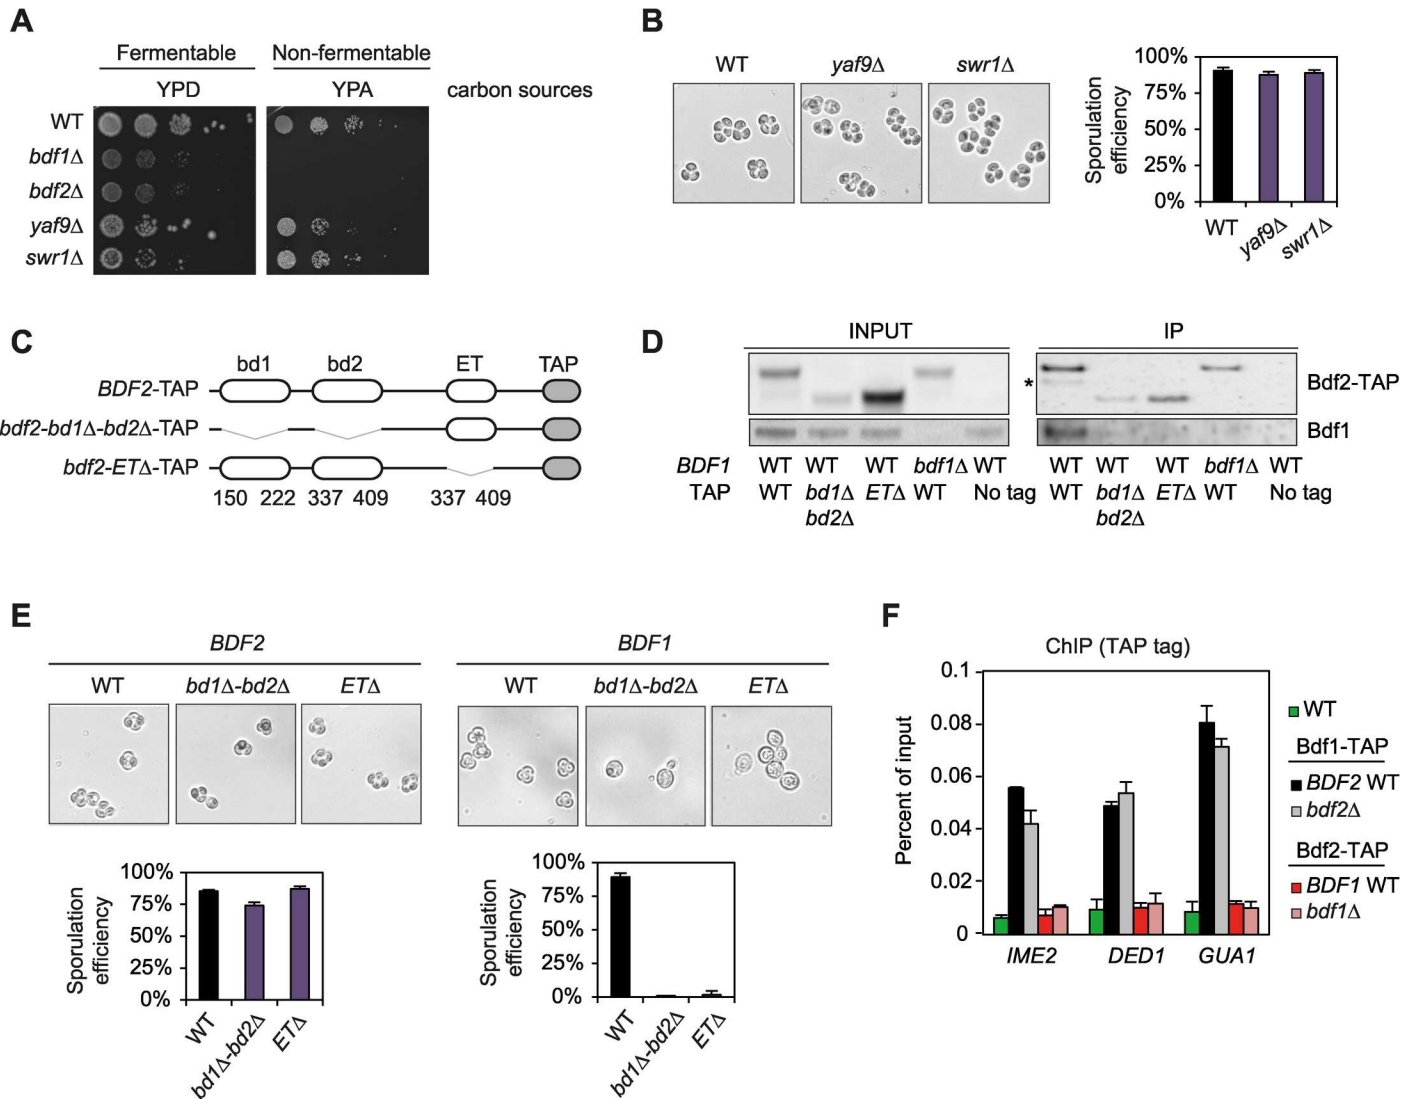 A
Fermentable
Non-fermentable
YPD
YPA
carbon sources
WT
bdf1Δ
bdf2Δ
yaf9Δ
swr1Δ
B
WT
yaf9Δ
swr1Δ
Sporulation efficiency
100%
75%
50%
25%
0%
WT
yaf9Δ
swr1Δ
C
bd1
bd2
ET
TAP
BDF2-TAP
bdf2-bd1Δ-bd2Δ-TAP
bdf2-ETΔ-TAP
150 222 337 409 337 409
D
INPUT
IP
*
Bdf2-TAP
Bdf1
BDF1 WT WT WT bdf1Δ WT WT WT WT bdf1Δ WT
TAP WT bd1Δ ETΔ WT No tag WT bd1Δ ETΔ WT No tag
bd2Δ bd2Δ
E
BDF2
WT
bd1Δ-bd2Δ
ETΔ
Sporulation efficiency
100%
75%
50%
25%
0%
WT
bd1Δ-bd2Δ
ETΔ
BDF1
WT
bd1Δ-bd2Δ
ETΔ
Sporulation efficiency
100%
75%
50%
25%
0%
WT
bd1Δ-bd2Δ
ETΔ
F
ChIP (TAP tag)
Percent of input
0.1
0.08
0.06
0.04
0.02
0
IME2
DED1
GUA1
WT
Bdf1-TAP
BDF2 WT
bdf2Δ
Bdf2-TAP
BDF1 WT
bdf1Δ